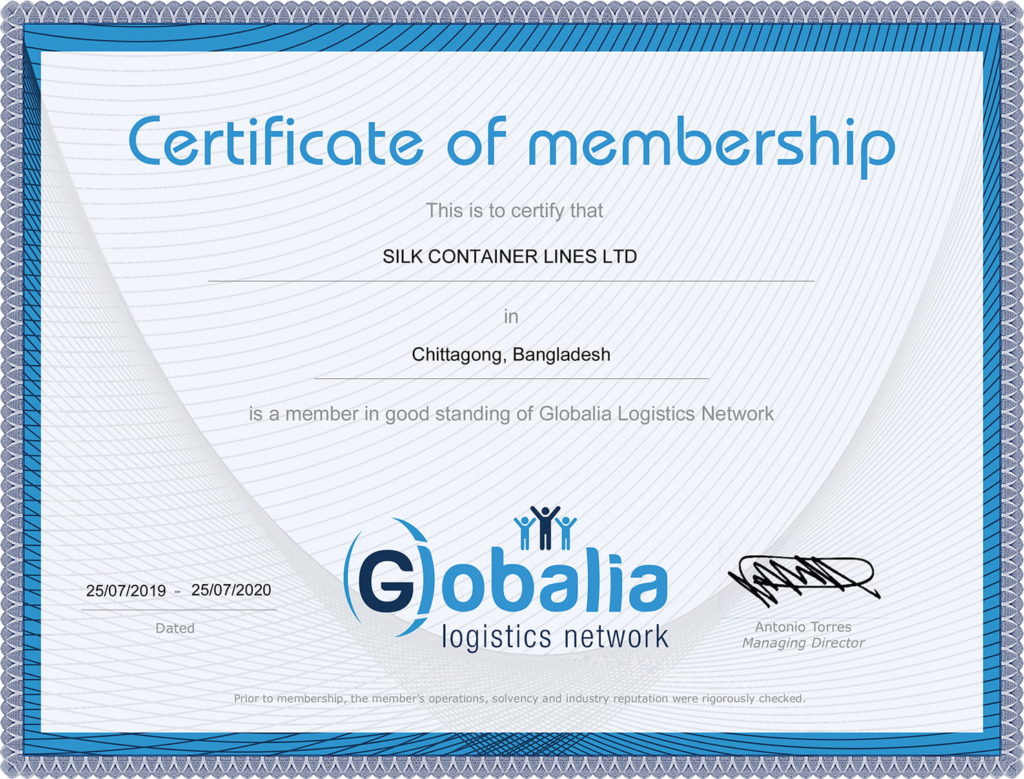 Certificate of membership
This is to certify that
SILK CONTAINER LINES LTD
in
Chittagong, Bangladesh
is a member in good standing of Globalia Logistics Network
Globalia
logistics network
25/07/2019 - 25/07/2020
Dated
Antonio Torres
Managing Director
Prior to membership, the member's operations, solvency and industry reputation were rigorously checked.